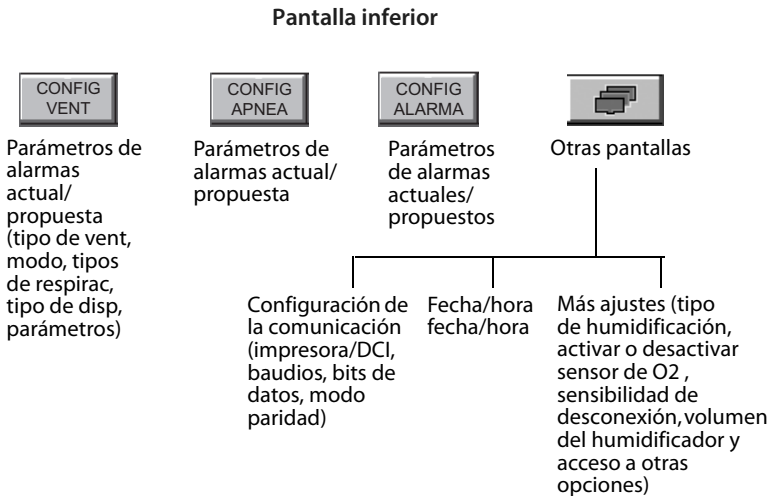 Pantalla inferior
CONFIG
VENT
CONFIG
APNEA
CONFIG
ALARMA
Parámetros de
alarmas
actual/
propuesta
(tipo de vent,
modo, tipos
de respirac,
tipo de disp,
parámetros)
Parámetros de
alarmas actual/
propuesta
Parámetros
de alarmas
actuales/
propuestos
Otras pantallas
Configuración de
la comunicación
(impresora/DCI,
baudios, bits de
datos, modo
paridad)
Fecha/hora
fecha/hora
Más ajustes (tipo
de humidificación,
activar o desactivar
sensor de O2 ,
sensibilidad de
desconexión,volumen
del humidificador y
acceso a otras
opciones)